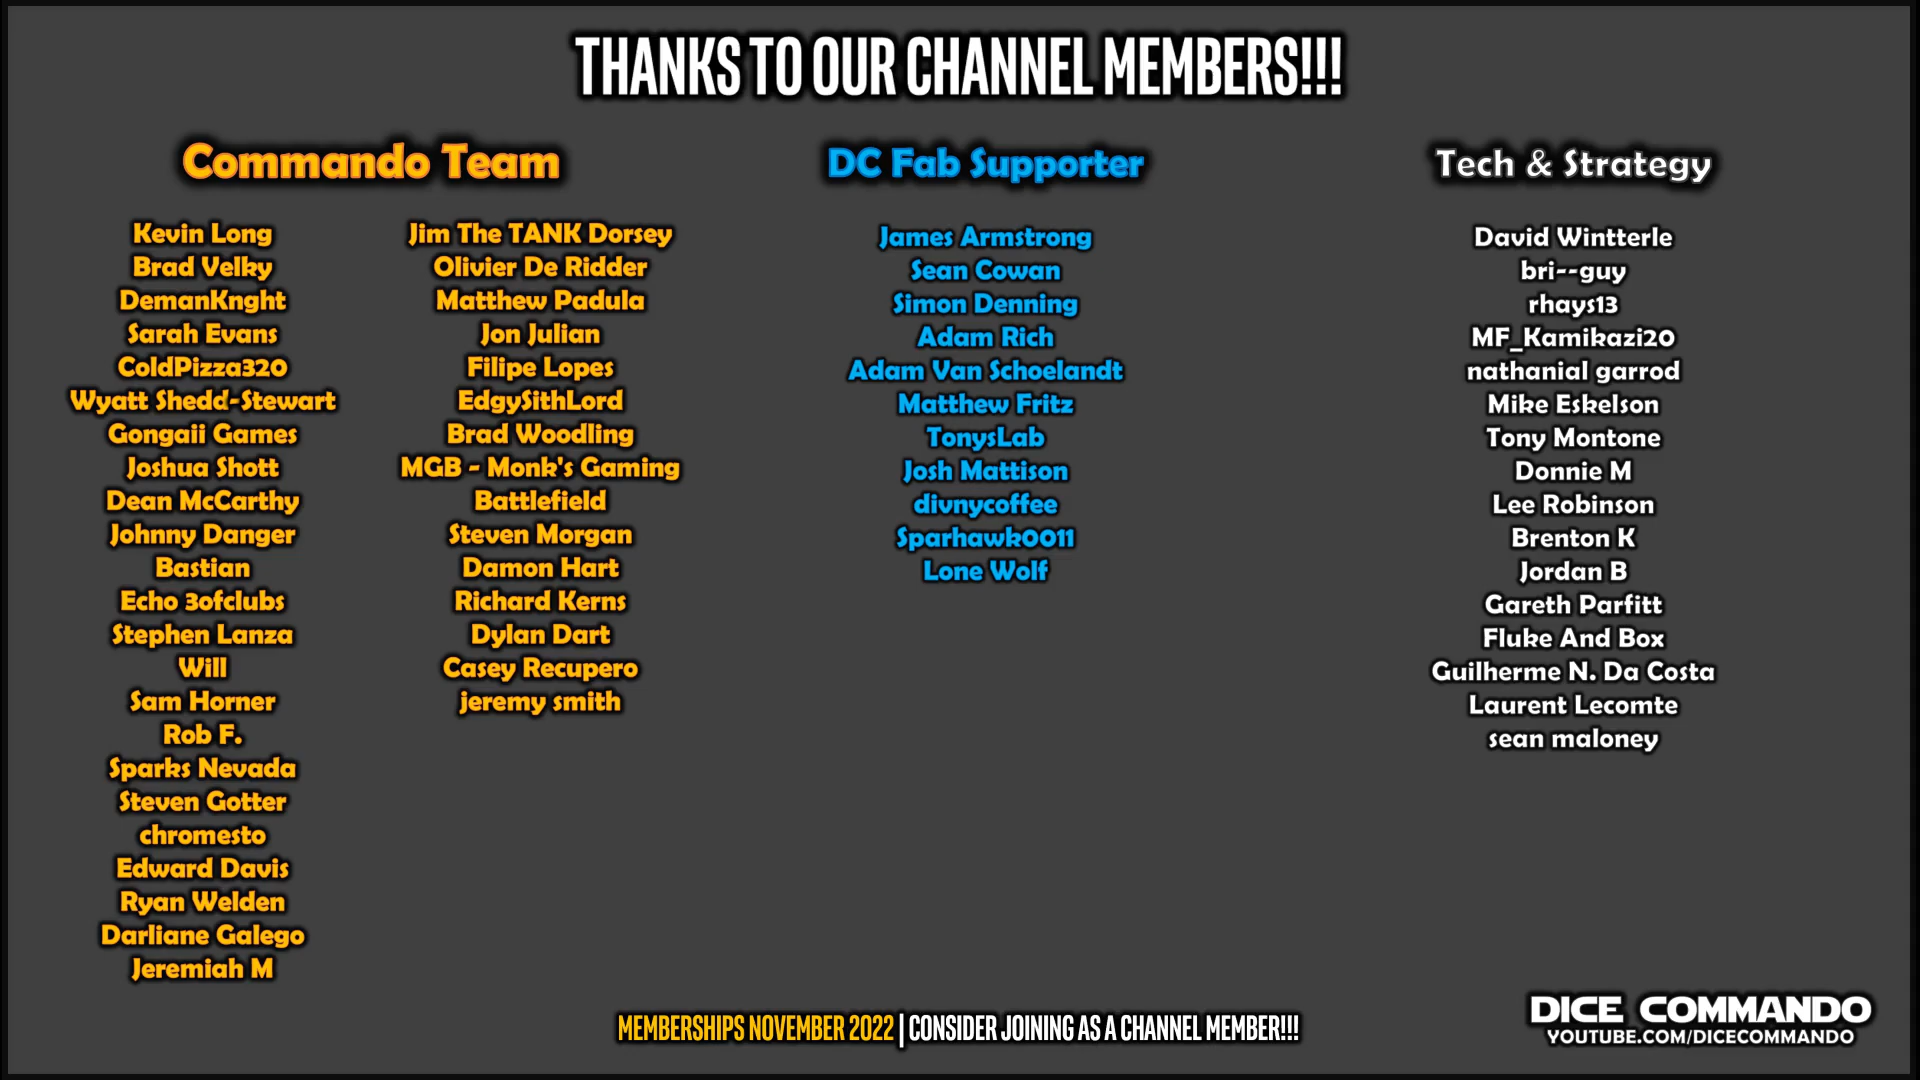 THANKS TO OUR CHANNEL MEMBERS!!!
Commando Team
Kevin Long
Brad Velky
DemanKnght
Sarah Evans
ColdPizza320
Wyatt Shedd-Stewart
Gongaii Games
Joshua Shott
Dean McCarthy
Johnny Danger
Bastian
Echo 3ofclubs
Stephen Lanza
Will
Sam Horner
Rob F.
Sparks Nevada
Steven Gotter
chromesto
Edward Davis
Ryan Welden
Darliane Galego
Jeremiah M
Jim The TANK Dorsey
Olivier De Ridder
Matthew Padula
Jon Julian
Filipe Lopes
EdgySithLord
Brad Woodling
MGB - Monk's Gaming
Battlefield
Steven Morgan
Damon Hart
Richard Kerns
Dylan Dart
Casey Recupero
jeremy smith
DC Fab Supporter
James Armstrong
Sean Cowan
Simon Denning
Adam Rich
Adam Van Schoelandt
Matthew Fritz
TonysLab
Josh Mattison
divnycoffee
Sparhawk0011
Lone Wolf
Tech & Strategy
David Wintterle
bri--guy
rhays13
MF_Kamikazi20
nathanial garrod
Mike Eskelson
Tony Montone
Donnie M
Lee Robinson
Brenton K
Jordan B
Gareth Parfitt
Fluke And Box
Guilherme N. Da Costa
Laurent Lecomte
sean maloney
MEMBERSHIPS NOVEMBER 2022 | CONSIDER JOINING AS A CHANNEL MEMBER!!!
DICE COMMANDO
YOUTUBE.COM/DICECOMMANDO